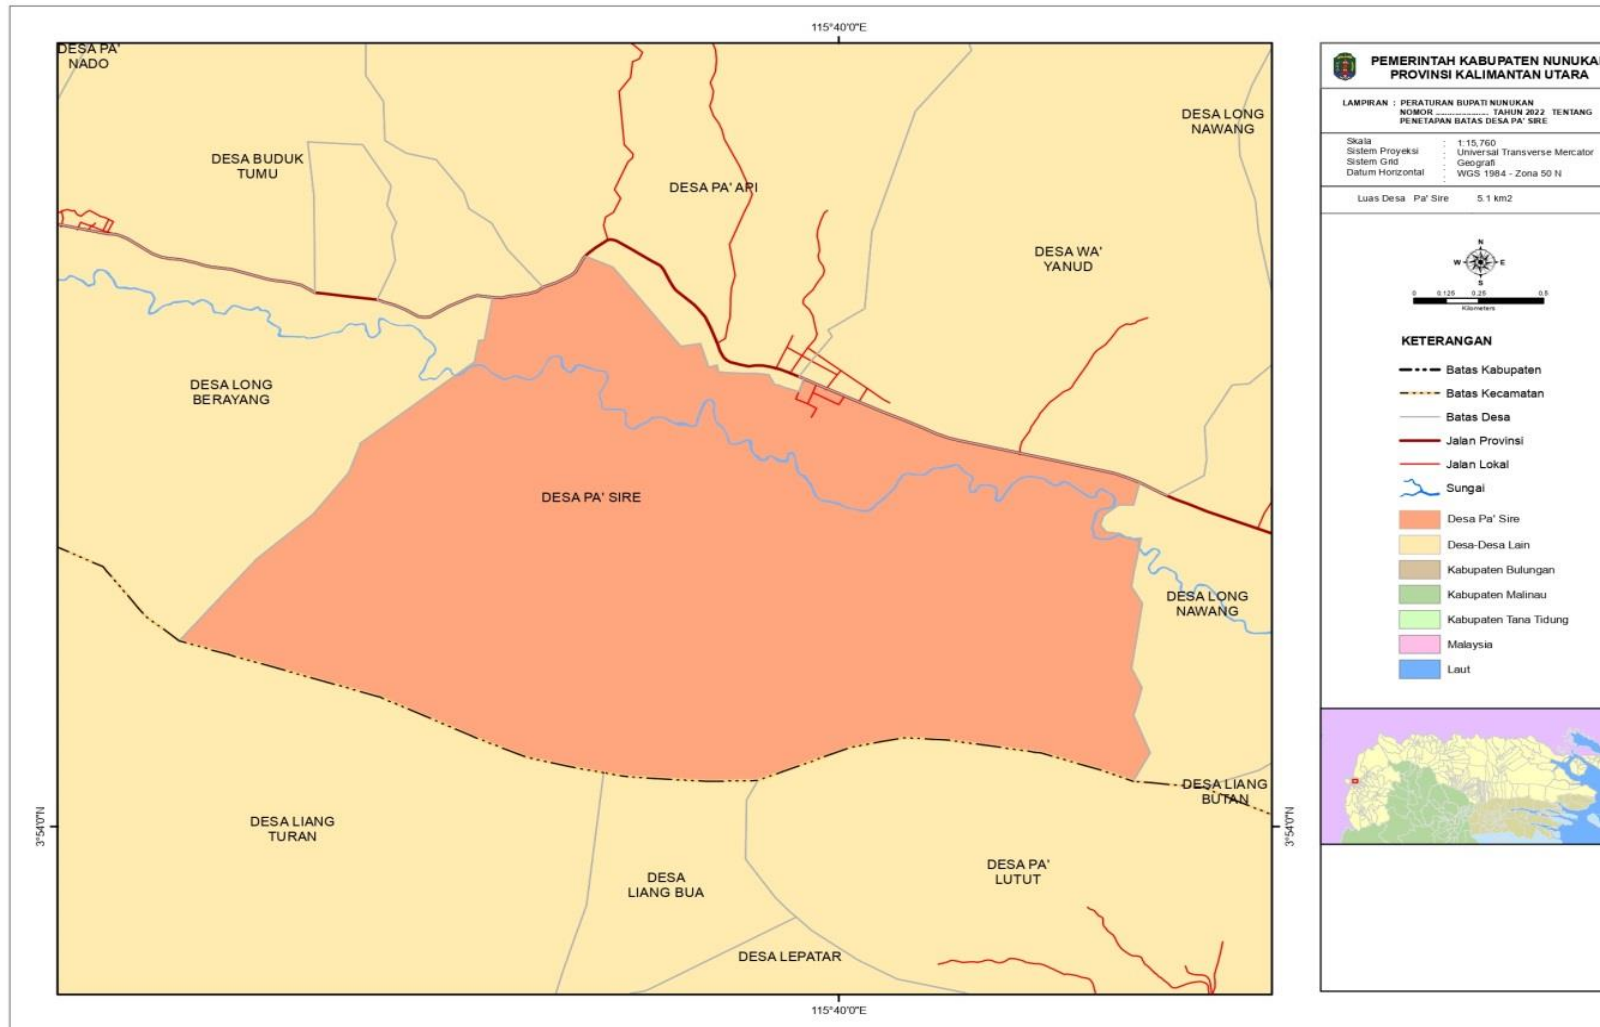 115°40'0"E
DESA PA'
NADO
DESA LONG
NAWANG
DESA BUDUK
TUMU
DESA PA' API
DESA WA'
YANUD
DESA LONG
BERAYANG
DESA PA' SIRE
DESA LONG
NAWANG
DESA LIANG
BUTAN
DESA LIANG
TURAN
DESA PA'
LUTUT
DESA
LIANG BUA
DESA LEPATAR
3°54'0"N
3°54'0"N
115°40'0"E
PEMERINTAH KABUPATEN NUNUKA
PROVINSI KALIMANTAN UTARA
LAMPIRAN : PERATURAN BUPATI NUNUKAN
NOMOR ...................... TAHUN 2022 TENTANG
PENETAPAN BATAS DESA PA' SIRE
Skala : 1:15,760
Sistem Proyeksi : Universal Transverse Mercator
Sistem Grid : Geografi
Datum Horizontal : WGS 1984 - Zona 50 N
Luas Desa Pa' Sire 5.1 km2
N
W E
S
0 0.125 0.25 0.5
Kilometers
KETERANGAN
Batas Kabupaten
Batas Kecamatan
Batas Desa
Jalan Provinsi
Jalan Lokal
Sungai
Desa Pa' Sire
Desa-Desa Lain
Kabupaten Bulungan
Kabupaten Malinau
Kabupaten Tana Tidung
Malaysia
Laut